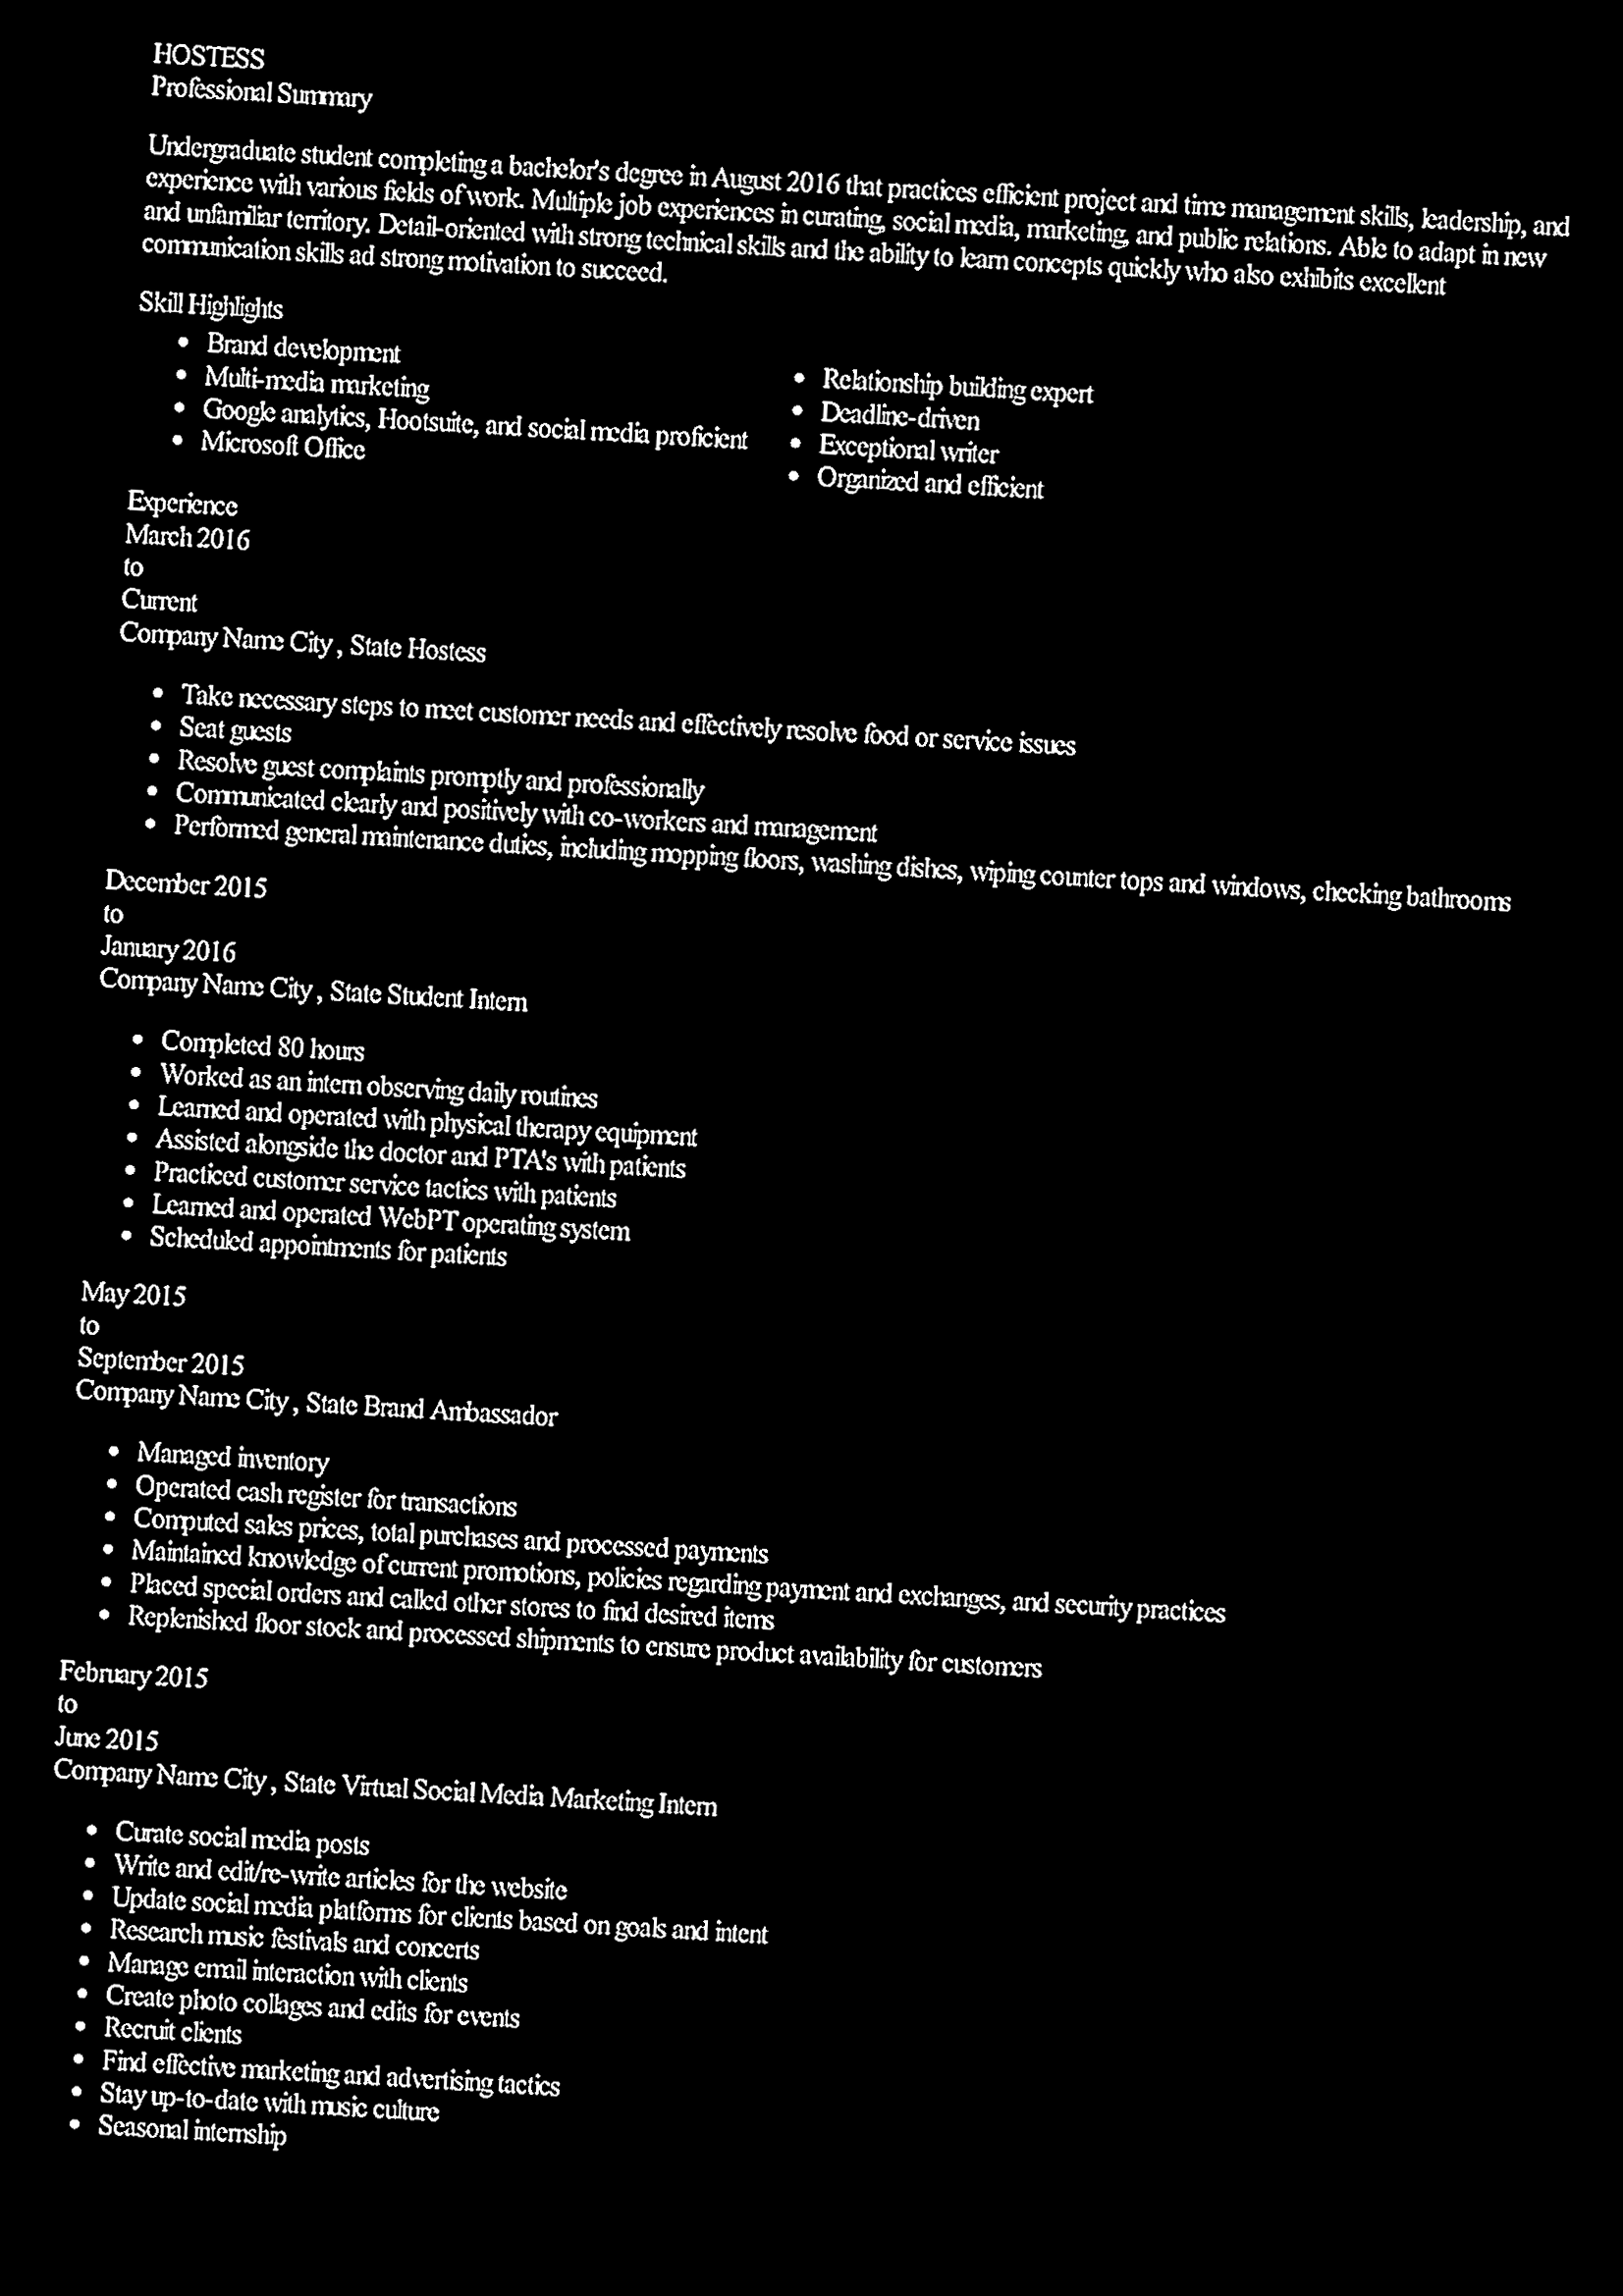 HOSTESS
Professional Summary
Undergraduate student completing a bachelor's degree in August 2016 that practices efficient project and time management skills, leadership, and
experience with various fields of work. Multiple job experiences in curating, social media, marketing, and public relations. Able to adapt in new
and unfamiliar territory. Detail-oriented with strong technical skills and the ability to learn concepts quickly who also exhibits excellent
communication skills ad strong motivation to succeed.
Skill Highlights
• Brand development
• Multi-media marketing
• Google analytics, Hootsuite, and social media proficient
• Microsoft Office
• Relationship building expert
• Deadline-driven
• Exceptional writer
• Organized and efficient
Experience
March 2016
to
Current
Company Name City , State Hostess
• Take necessary steps to meet customer needs and effectively resolve food or service issues
• Seat guests
• Resolve guest complaints promptly and professionally
• Communicated clearly and positively with co-workers and management
• Performed general maintenance duties, including mopping floors, washing dishes, wiping counter tops and windows, checking bathrooms
December 2015
to
January 2016
Company Name City , State Student Intern
• Completed 80 hours
• Worked as an intern observing daily routines
• Learned and operated with physical therapy equipment
• Assisted alongside the doctor and PTA's with patients
• Practiced customer service tactics with patients
• Learned and operated WebPT operating system
• Scheduled appointments for patients
May 2015
to
September 2015
Company Name City , State Brand Ambassador
• Managed inventory
• Operated cash register for transactions
• Computed sales prices, total purchases and processed payments
• Maintained knowledge of current promotions, policies regarding payment and exchanges, and security practices
• Placed special orders and called other stores to find desired items
• Replenished floor stock and processed shipments to ensure product availability for customers
February 2015
to
June 2015
Company Name City , State Virtual Social Media Marketing Intern
• Curate social media posts
• Write and edit/re-write articles for the website
• Update social media platforms for clients based on goals and intent
• Research music festivals and concerts
• Manage email interaction with clients
• Create photo collages and edits for events
• Recruit clients
• Find effective marketing and advertising tactics
• Stay up-to-date with music culture
• Seasonal internship